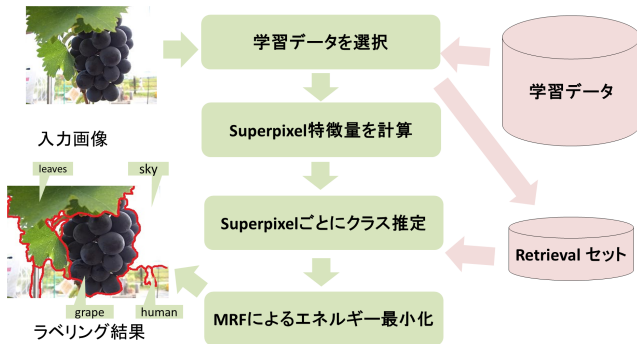 学習データを選択
学習データ
入力画像
Superpixel特徴量を計算
leaves
sky
Superpixelごとにクラス推定
Retrieval セット
grape
human
ラベリング結果
MRFによるエネルギー最小化